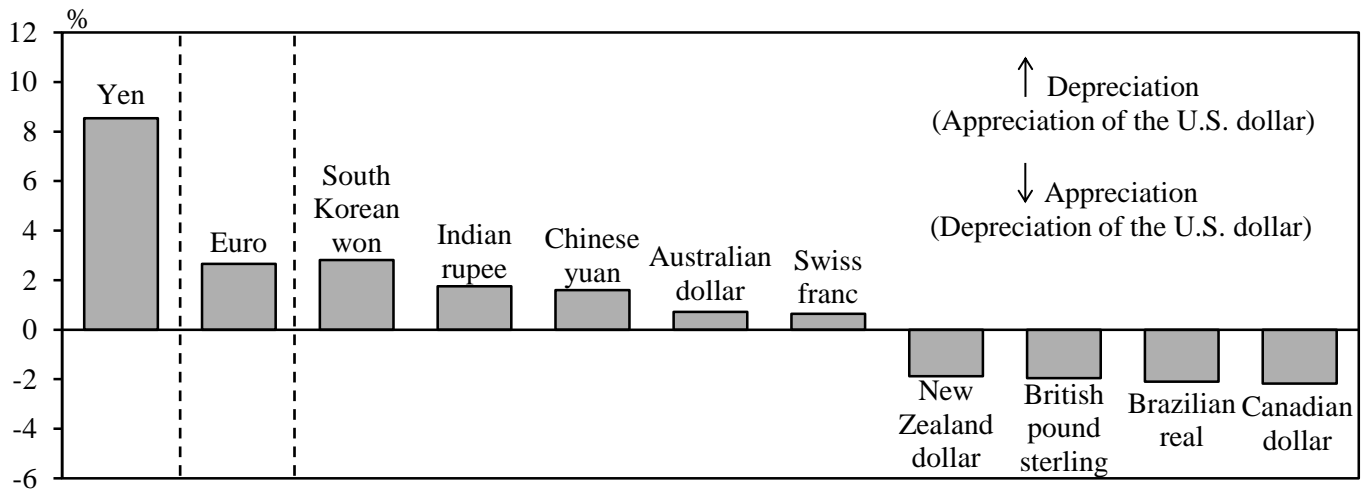 %
12
10
8
6
4
2
0
-2
-4
-6
Yen
Euro
South
Korean
won
Indian
rupee
Chinese
yuan
Australian
dollar
Swiss
franc
New
Zealand
dollar
British
pound
sterling
Brazilian
real
Canadian
dollar
↑ Depreciation
(Appreciation of the U.S. dollar)
↓ Appreciation
(Depreciation of the U.S. dollar)